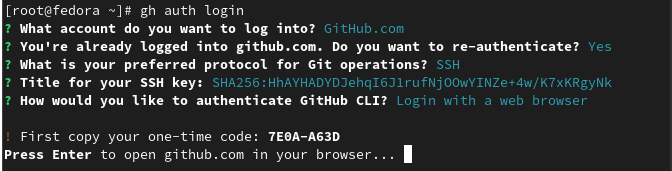 [root@fedora ~]# gh auth login
? What account do you want to log into? GitHub.com
? You're already logged into github.com. Do you want to re-authenticate? Yes
? What is your preferred protocol for Git operations? SSH
? Title for your SSH key: SHA256:HhAYHADYDJehqI6J1rufNjOOwYINZe+4w/K7xKRgyNk
? How would you like to authenticate GitHub CLI? Login with a web browser
! First copy your one-time code: 7E0A-A63D
Press Enter to open github.com in your browser...